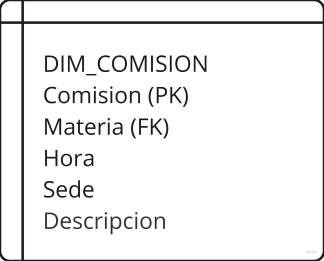 DIM_COMISION
Comision (PK)
Materia (FK)
Hora
Sede
Descripcion